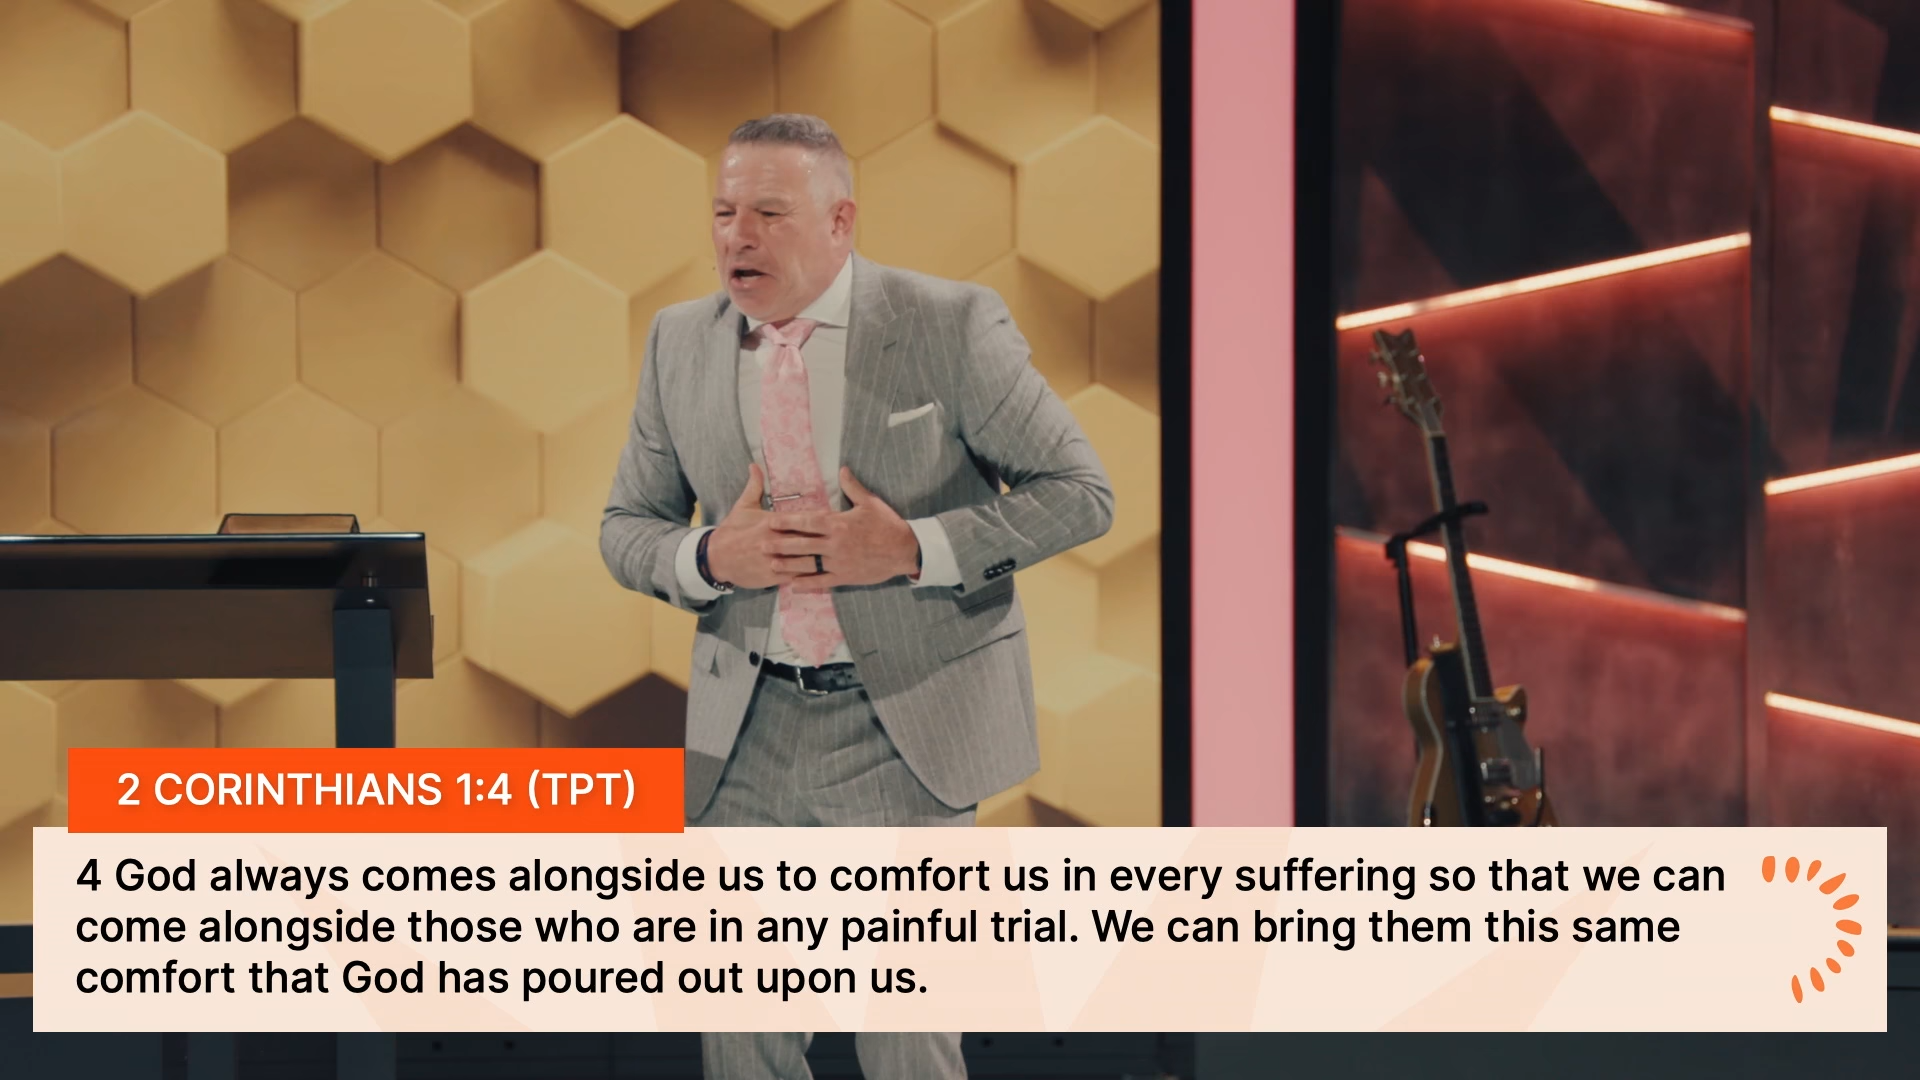 2 CORINTHIANS 1:4 (TPT)
4 God always comes alongside us to comfort us in every suffering so that we can
come alongside those who are in any painful trial. We can bring them this same
comfort that God has poured out upon us.